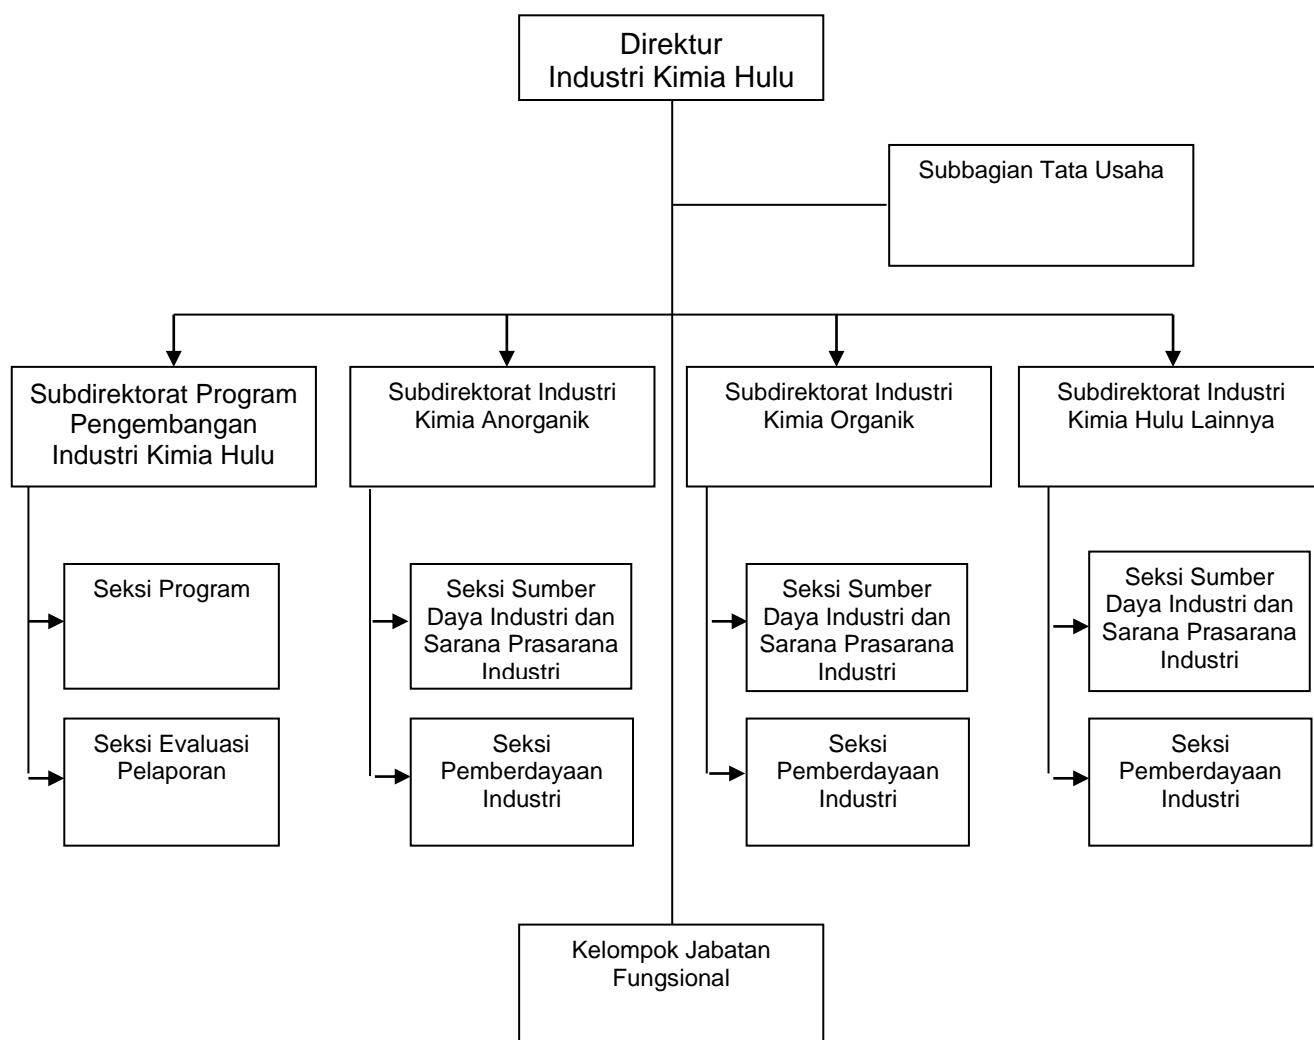 Direktur
Industri Kimia Hulu
Subbagian Tata Usaha
Subdirektorat Program
Pengembangan
Industri Kimia Hulu
Subdirektorat Industri
Kimia Anorganik
Subdirektorat Industri
Kimia Organik
Subdirektorat Industri
Kimia Hulu Lainnya
Seksi Program
Seksi Sumber
Daya Industri dan
Sarana Prasarana
Industri
Seksi Sumber
Daya Industri dan
Sarana Prasarana
Industri
Seksi Sumber
Daya Industri dan
Sarana Prasarana
Industri
Seksi Evaluasi
Pelaporan
Seksi
Pemberdayaan
Industri
Seksi
Pemberdayaan
Industri
Seksi
Pemberdayaan
Industri
Kelompok Jabatan
Fungsional